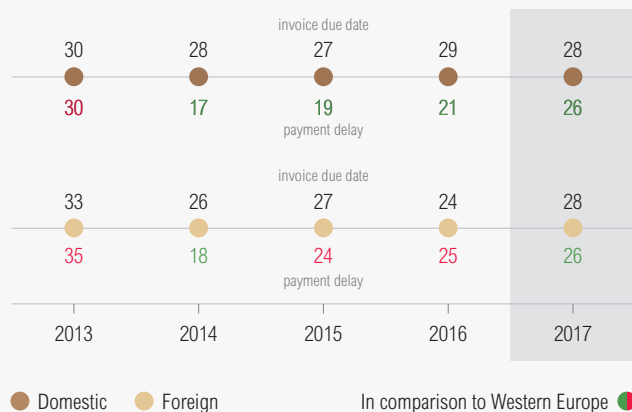 invoice due date
30 28 27 29 28
30 17 19 21 26
payment delay
invoice due date
33 26 27 24 28
35 18 24 25 26
payment delay
2013 2014 2015 2016 2017
Domestic Foreign In comparison to Western Europe